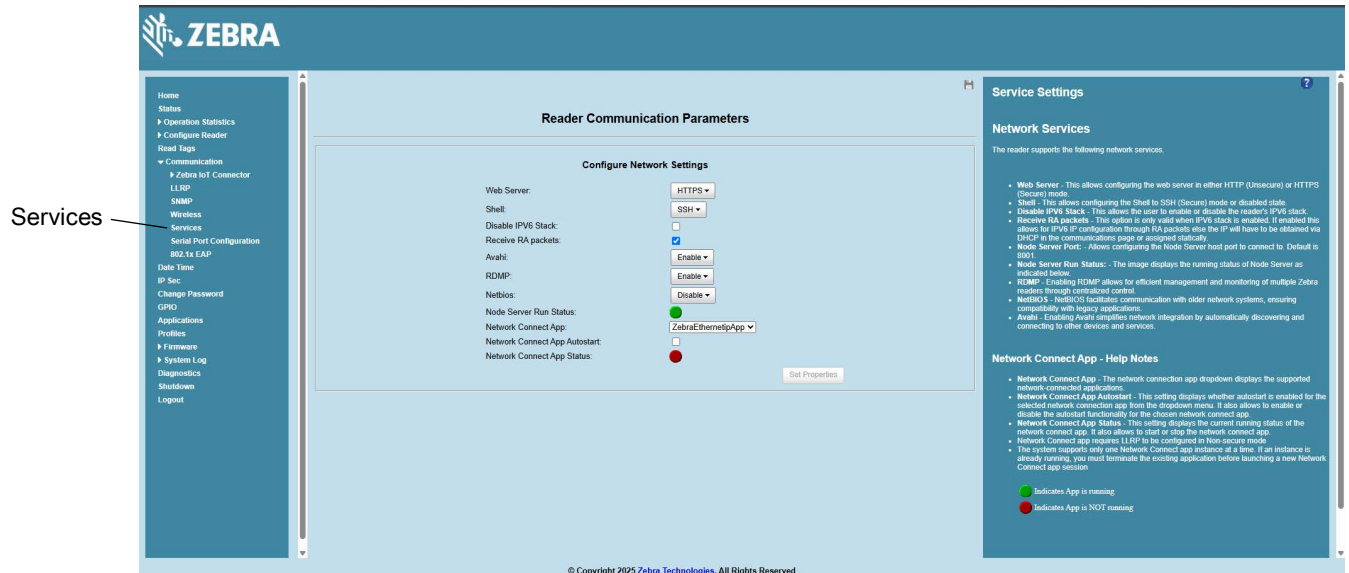 ZEBRA
Services
Home
Status
Operation Statistics
Configure Reader
Read Tags
Communication
Zebra IoT Connector
LLRP
SNMP
Wireless
Services
Serial Port Configuration
802.1x EAP
Date Time
IP Sec
Change Password
GPIO
Applications
Profiles
Firmware
System Log
Diagnostics
Shutdown
Logout
Reader Communication Parameters
Configure Network Settings
Web Server: HTTPS
Shell: SSH
Disable IPV6 Stack:
Receive RA packets:
Avahi: Enable
RDMP: Enable
Netbios: Disable
Node Server Run Status:
Network Connect App: ZebraEthernetipApp
Network Connect App Autostart:
Network Connect App Status:
Set Properties
?
Service Settings
Network Services
The reader supports the following network services.
• Web Server - This allows configuring the web server in either HTTP (Unsecure) or HTTPS
(Secure) mode.
• Shell - This allows configuring the Shell to SSH (Secure) mode or disabled state.
• Disable IPV6 Stack - This allows the user to enable or disable the reader's IPV6 stack.
• Receive RA packets - This option is only valid when IPV6 stack is enabled. If enabled this
allows for IPV6 IP configuration through RA packets else the IP will have to be obtained via
DHCP in the communications page or assigned statically.
• Node Server Port: - Allows configuring the Node Server host port to connect to. Default is
8001.
• Node Server Run Status: - The image displays the running status of Node Server as
indicated below.
• RDMP - Enabling RDMP allows for efficient management and monitoring of multiple Zebra
readers through centralized control.
• NetBIOS - NetBIOS facilitates communication with older network systems, ensuring
compatibility with legacy applications.
• Avahi - Enabling Avahi simplifies network integration by automatically discovering and
connecting to other devices and services.
Network Connect App - Help Notes
• Network Connect App - The network connection app dropdown displays the supported
network-connected applications.
• Network Connect App Autostart - This setting displays whether autostart is enabled for the
selected network connection app from the dropdown menu. It also allows to enable or
disable the autostart functionality for the chosen network connect app.
• Network Connect App Status - This setting displays the current running status of the
network connect app. It also allows to start or stop the network connect app.
• Network Connect app requires LLRP to be configured in Non-secure mode
• The system supports only one Network Connect app instance at a time. If an instance is
already running, you must terminate the existing application before launching a new Network
Connect app session
Indicates App is running
Indicates App is NOT running
© Copyright 2025 Zebra Technologies. All Rights Reserved